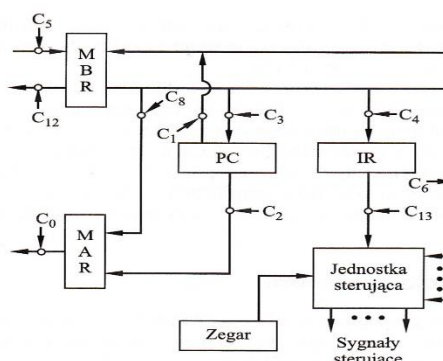 C5
M
B
R
C8
C12
C1
C3
C4
PC
IR
C6
C2
C13
C0
M
A
R
Jednostka
sterująca
Zegar
Sygnały
sterujące